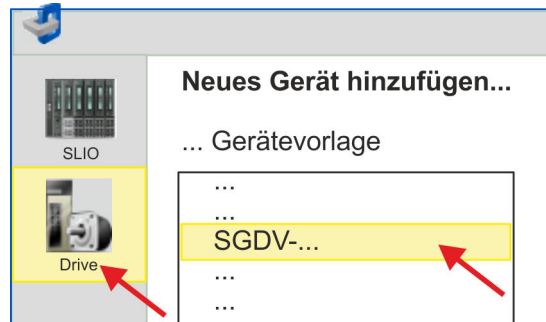 Neues Gerät hinzufügen...
SLIO
... Gerätevorlage
...
...
SGDV-...
Drive
...
...